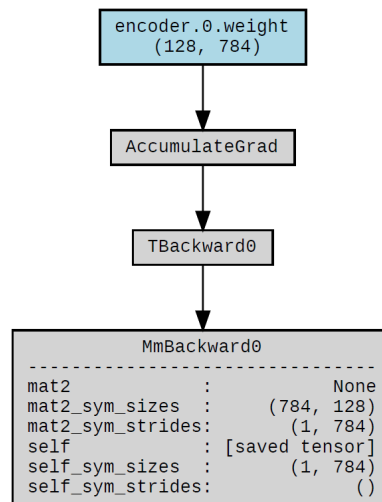 encoder.0.weight
(128, 784)
AccumulateGrad
TBackward0
MmBackward0
--------------------------------
mat2            :           None
mat2_sym_sizes  :     (784, 128)
mat2_sym_strides:       (1, 784)
self            : [saved tensor]
self_sym_sizes  :       (1, 784)
self_sym_strides:             ()